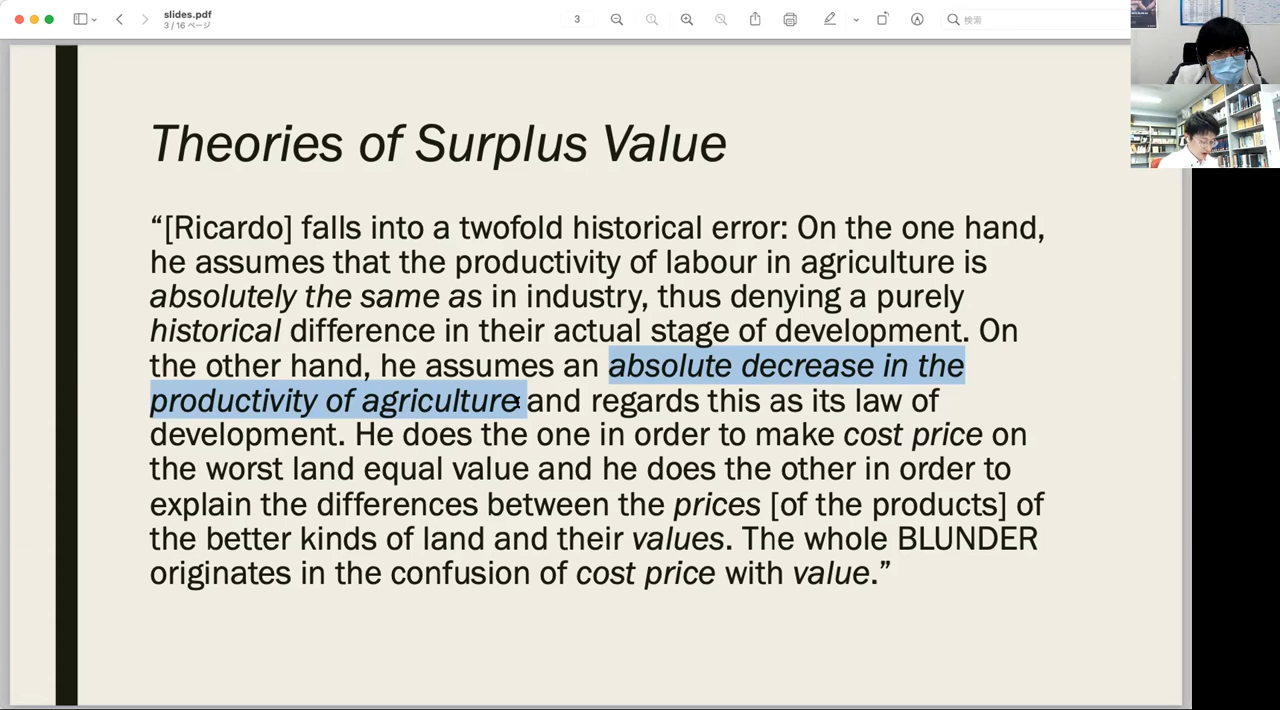 slides.pdf
3 / 16 ページ
3
検索
Theories of Surplus Value
“[Ricardo] falls into a twofold historical error: On the one hand,
he assumes that the productivity of labour in agriculture is
absolutely the same as in industry, thus denying a purely
historical difference in their actual stage of development. On
the other hand, he assumes an absolute decrease in the
productivity of agriculture and regards this as its law of
development. He does the one in order to make cost price on
the worst land equal value and he does the other in order to
explain the differences between the prices [of the products] of
the better kinds of land and their values. The whole BLUNDER
originates in the confusion of cost price with value.”